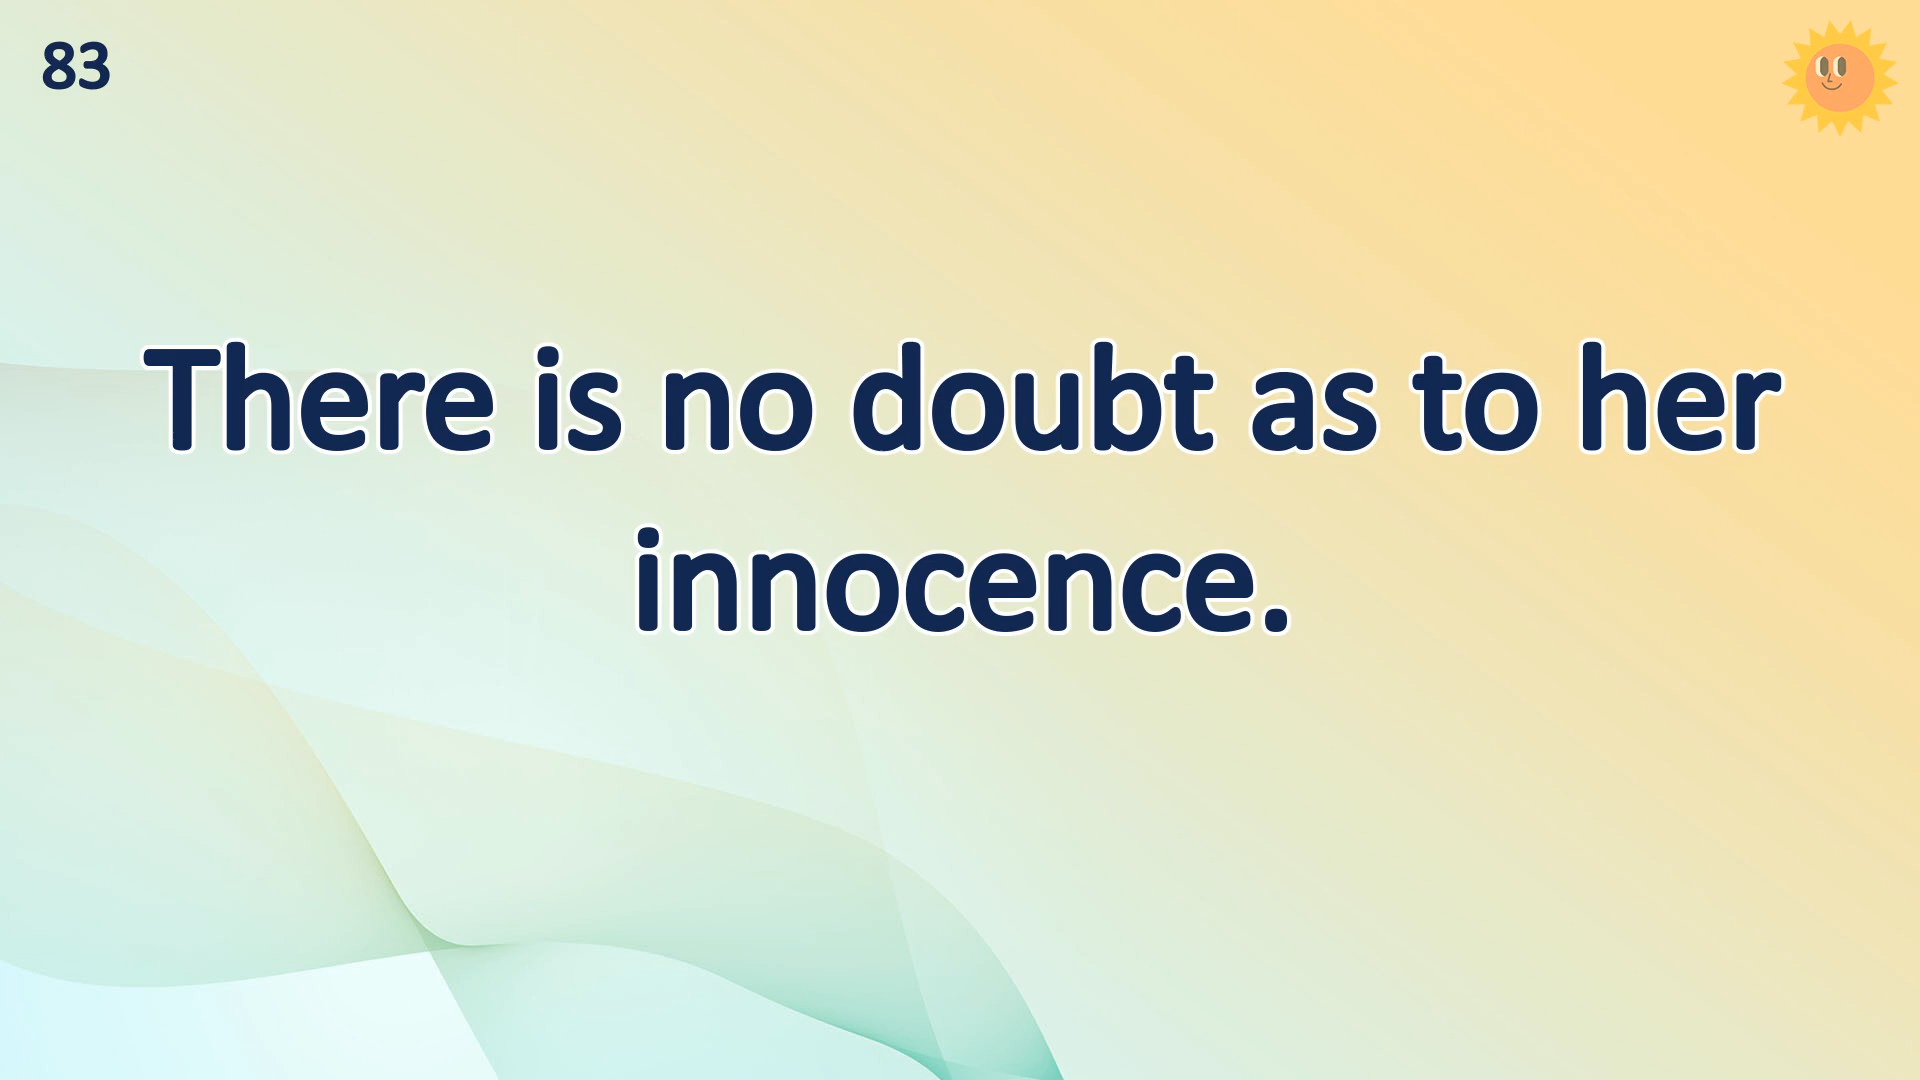 83
There is no doubt as to her
innocence.